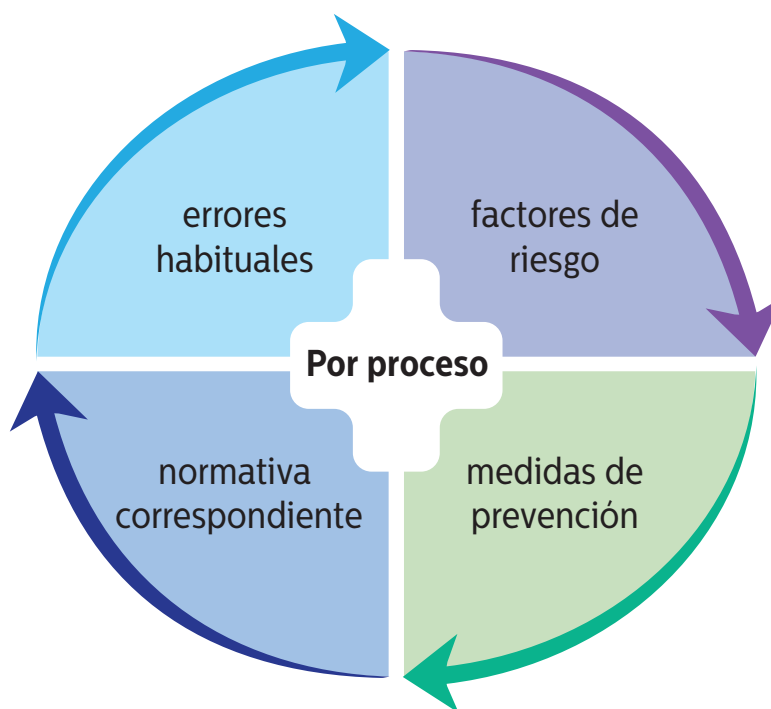 errores
habituales
factores de
riesgo
Por proceso
normativa
correspondiente
medidas de
prevención